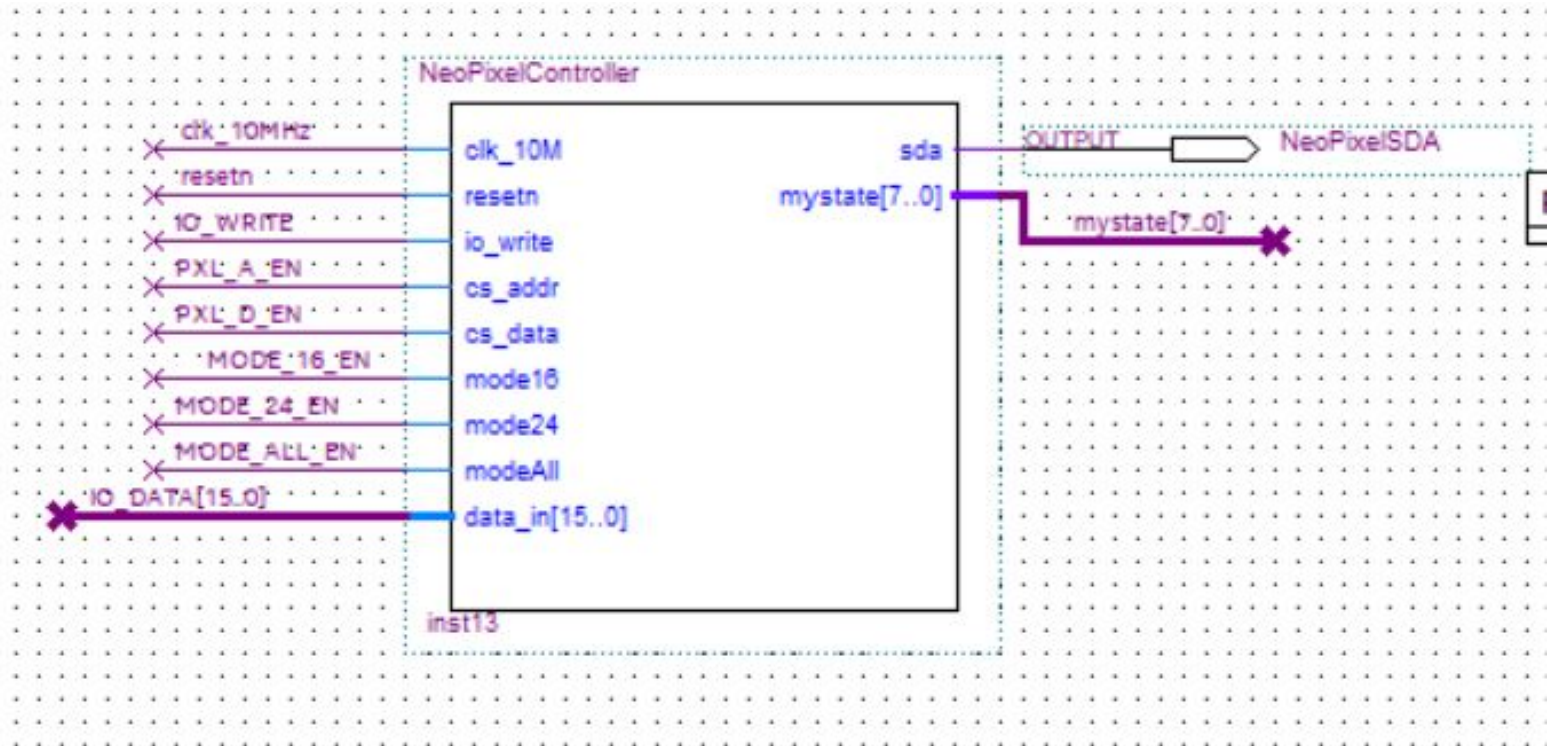 NeoPixelController
clk_10MHz
clk_10M
sda
OUTPUT
NeoPixelSDA
resetn
resetn
mystate[7..0]
mystate[7..0]
IO_WRITE
io_write
PXL_A_EN
cs_addr
PXL_D_EN
cs_data
MODE_16_EN
mode16
MODE_24_EN
mode24
MODE_ALL_EN
modeAll
IO_DATA[15..0]
data_in[15..0]
inst13